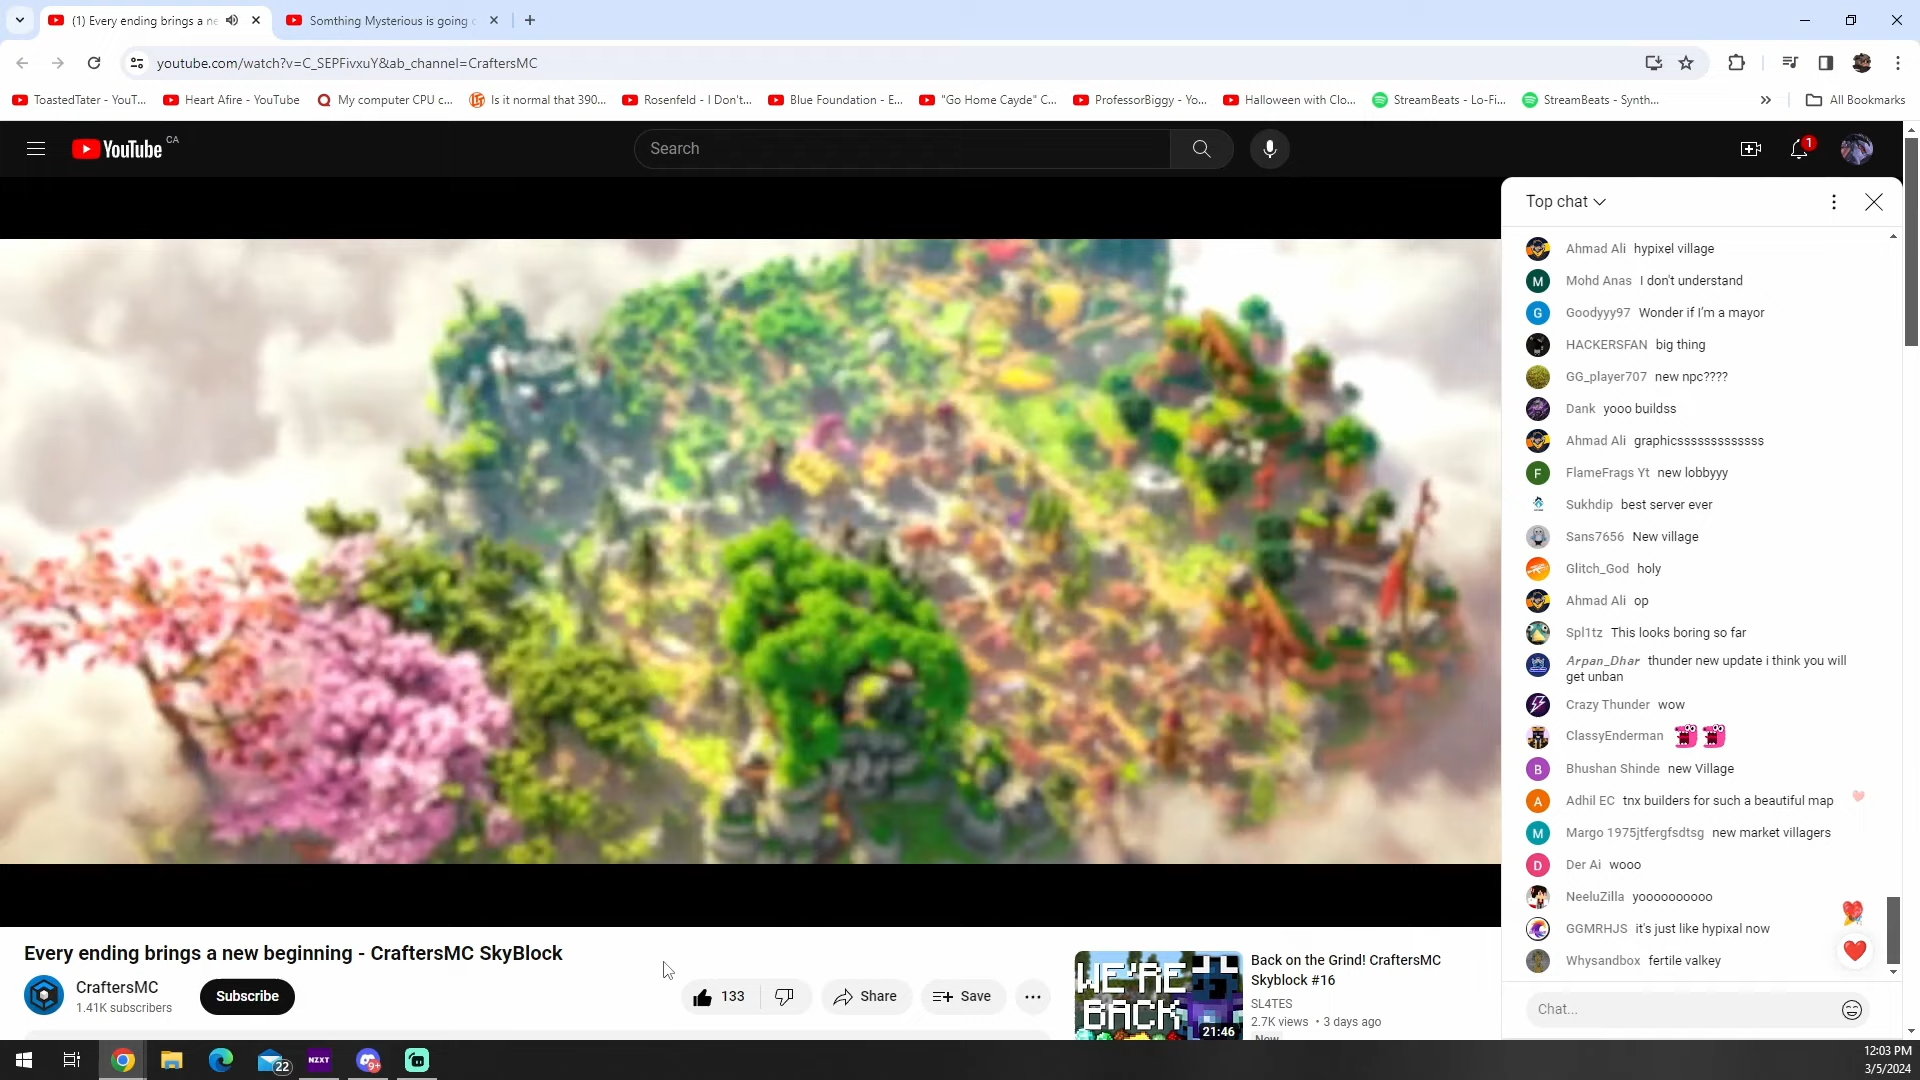 (1) Every ending brings a ne
Somthing Mysterious is going o
youtube.com/watch?v=C_SEPFivxuY&ab_channel=CraftersMC
ToastedTater - YouT...
Heart Afire - YouTube
My computer CPU c...
Is it normal that 390...
Rosenfeld - I Don't...
Blue Foundation - E...
"Go Home Cayde" C...
ProfessorBiggy - Yo...
Halloween with Clo...
StreamBeats - Lo-Fi...
StreamBeats - Synth...
All Bookmarks
YouTube CA
Search
1
Top chat
Ahmad Ali hypixel village
M Mohd Anas I don't understand
G Goodyyy97 Wonder if I'm a mayor
HACKERSFAN big thing
GG_player707 new npc????
Dank yooo buildss
Ahmad Ali graphicsssssssssssss
F FlameFrags Yt new lobbyyy
Sukhdip best server ever
Sans7656 New village
Glitch_God holy
Ahmad Ali op
Spl1tz This looks boring so far
Arpan_Dhar thunder new update i think you will
get unban
Crazy Thunder wow
ClassyEnderman
B Bhushan Shinde new Village
A Adhil EC tnx builders for such a beautiful map
M Margo 1975jtfergfsdtsg new market villagers
D Der Ai wooo
NeeluZilla yoooooooooo
GGMRHJS it's just like hypixal now
Whysandbox fertile valkey
Chat...
Every ending brings a new beginning - CraftersMC SkyBlock
CraftersMC
1.41K subscribers
Subscribe
133
Share
Save
WE'RE
BACK
21:46
Back on the Grind! CraftersMC
Skyblock #16
SL4TES
2.7K views • 3 days ago
New
22
NZXT
9+
12:03 PM
3/5/2024